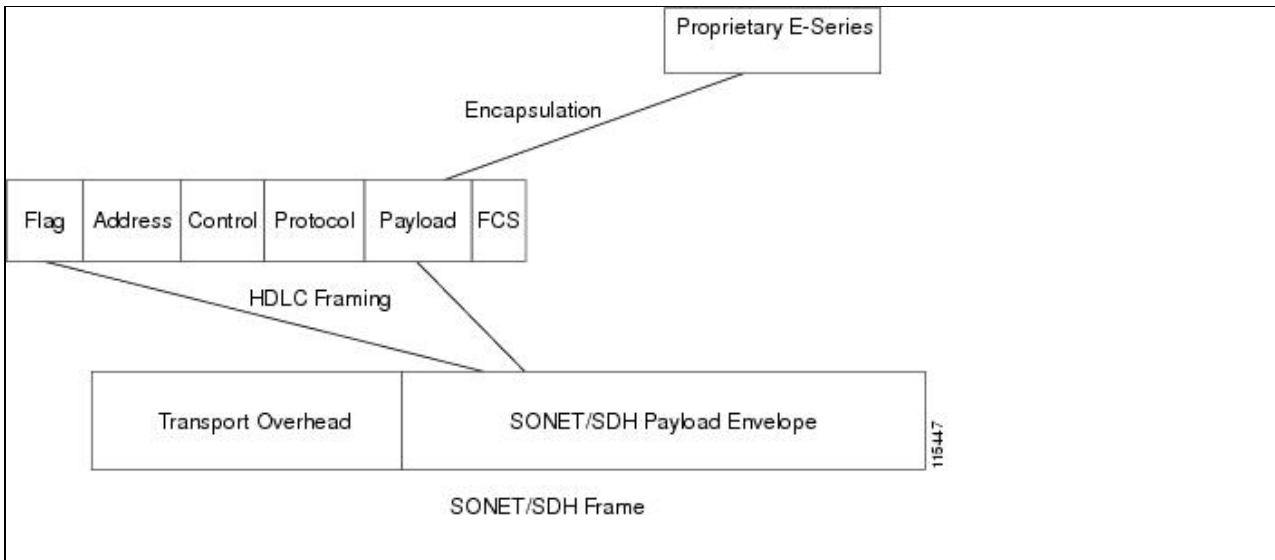 Proprietary E-Series
Encapsulation
Flag Address Control Protocol Payload FCS
HDLC Framing
Transport Overhead SONET/SDH Payload Envelope
115447
SONET/SDH Frame